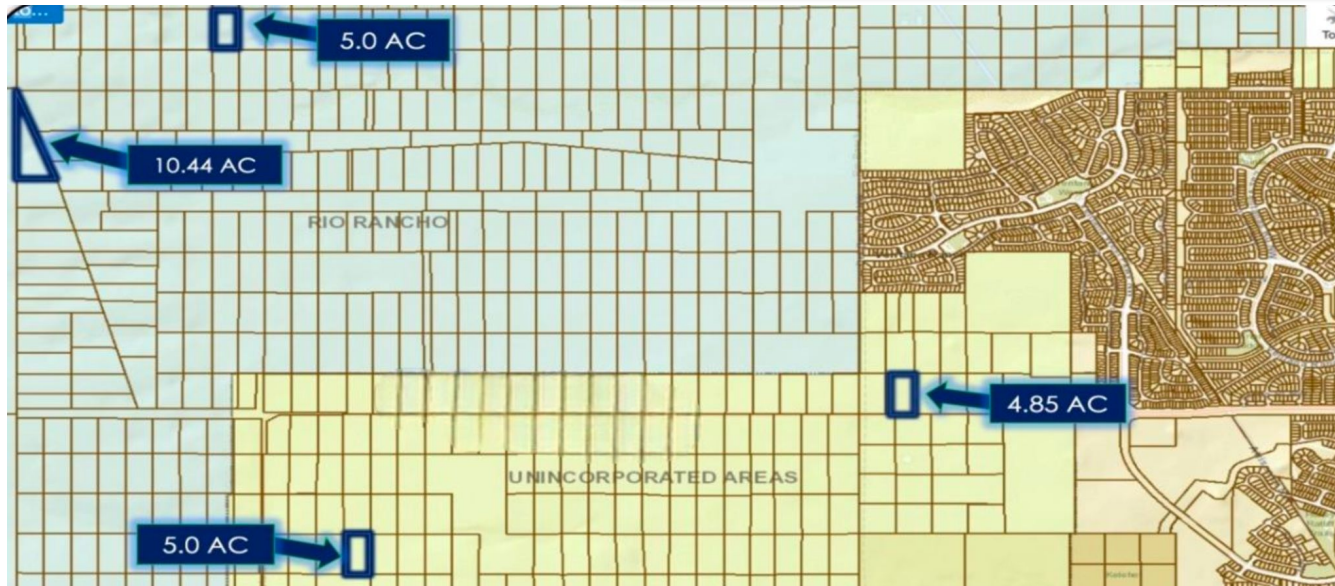 5.0 AC
10.44 AC
RIO RANCHO
4.85 AC
UNINCORPORATED AREAS
5.0 AC